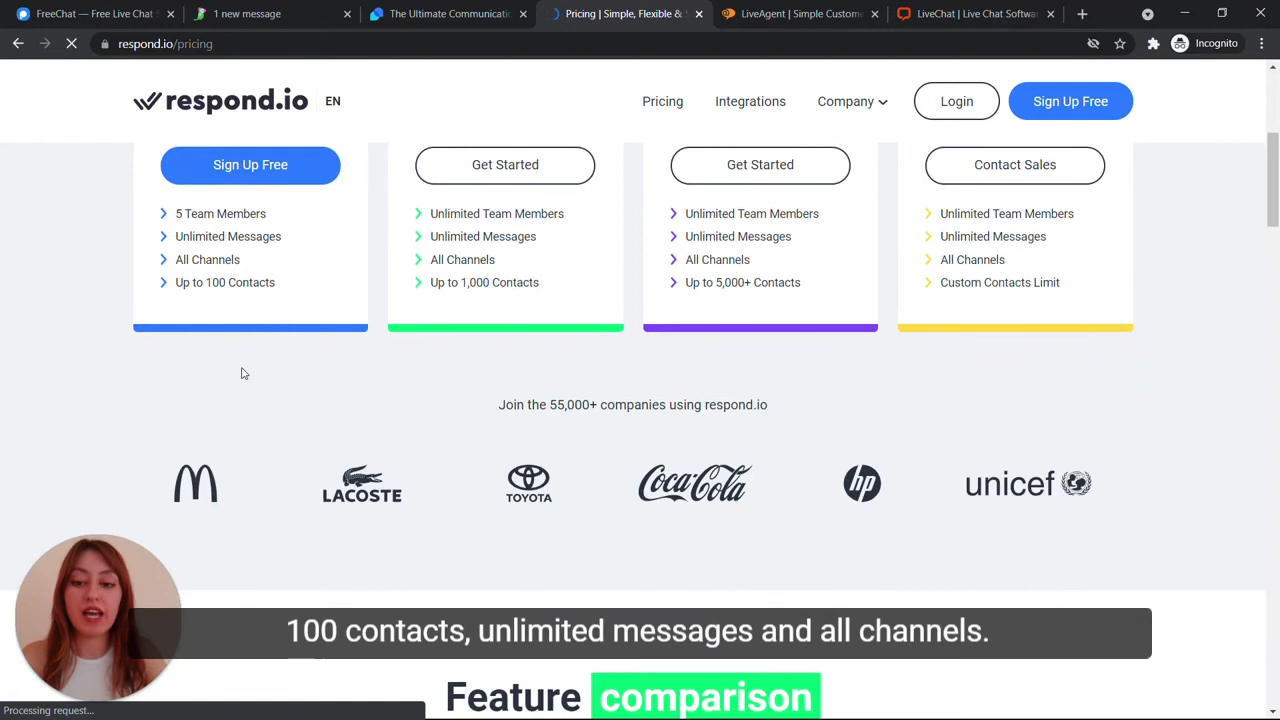 FreeChat — Free Live Chat S
1 new message
The Ultimate Communicatio
Pricing | Simple, Flexible &
LiveAgent | Simple Custome
LiveChat | Live Chat Softwa
respond.io/pricing
Incognito
respond.io
EN
Pricing
Integrations
Company
Login
Sign Up Free
Sign Up Free
Get Started
Get Started
Contact Sales
5 Team Members
Unlimited Messages
All Channels
Up to 100 Contacts
Unlimited Team Members
Unlimited Messages
All Channels
Up to 1,000 Contacts
Unlimited Team Members
Unlimited Messages
All Channels
Up to 5,000+ Contacts
Unlimited Team Members
Unlimited Messages
All Channels
Custom Contacts Limit
Join the 55,000+ companies using respond.io
LACOSTE
TOYOTA
Coca-Cola
hp
unicef
100 contacts, unlimited messages and all channels.
Feature comparison
Processing request...